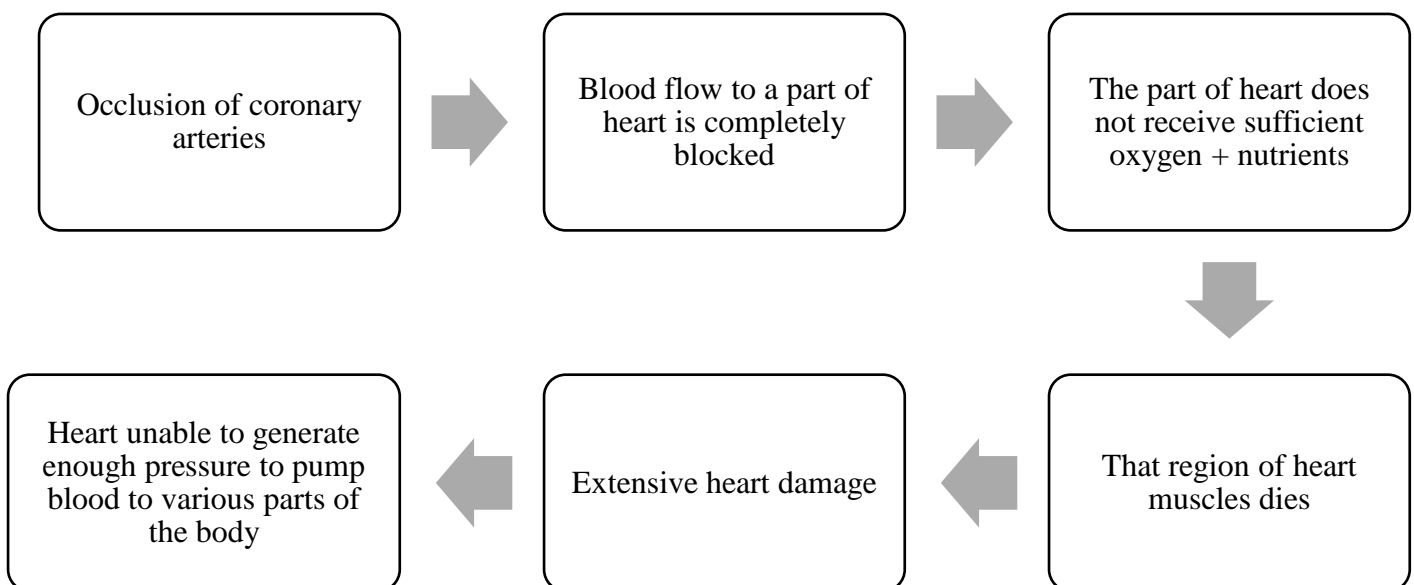 Occlusion of coronary
arteries
Blood flow to a part of
heart is completely
blocked
The part of heart does
not receive sufficient
oxygen + nutrients
That region of heart
muscles dies
Extensive heart damage
Heart unable to generate
enough pressure to pump
blood to various parts of
the body